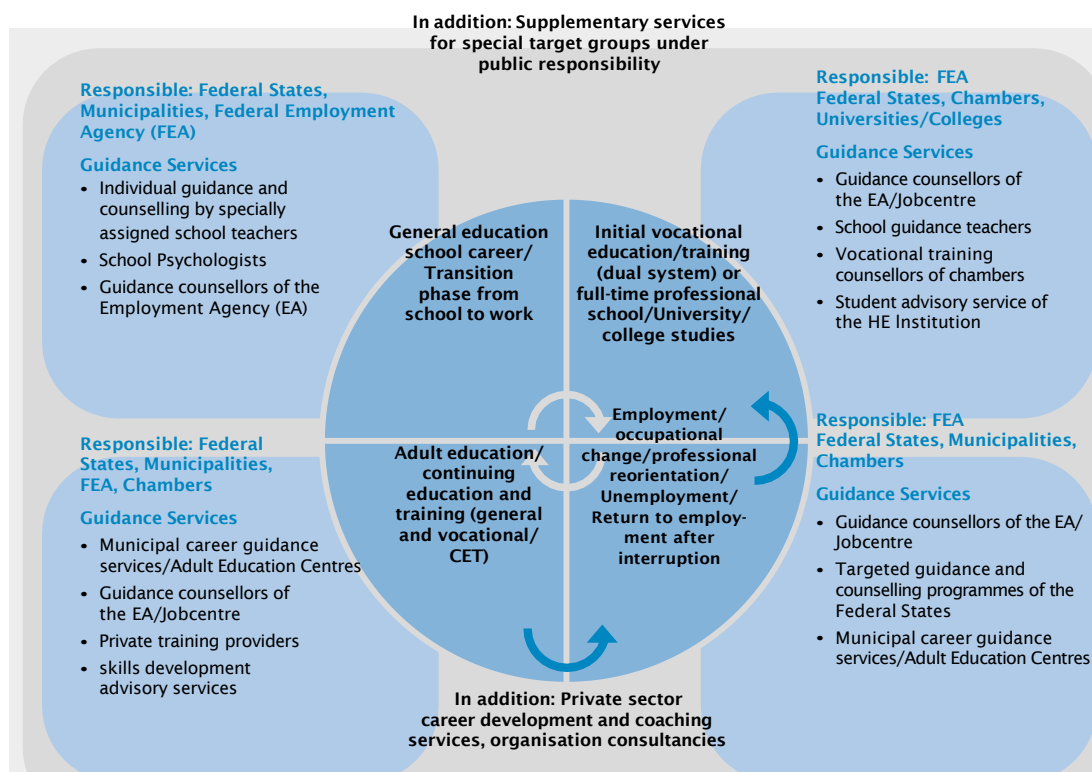 In addition: Supplementary services
for special target groups under
public responsibility
Responsible: Federal States,
Municipalities, Federal Employment
Agency (FEA)
Guidance Services
• Individual guidance and
counselling by specially
assigned school teachers
• School Psychologists
• Guidance counsellors of the
Employment Agency (EA)
General education
school career/
Transition
phase from
school to work
Initial vocational
education/training
(dual system) or
full-time professional
school/University/
college studies
Responsible: FEA
Federal States, Chambers,
Universities/Colleges
Guidance Services
• Guidance counsellors of
the EA/Jobcentre
• School guidance teachers
• Vocational training
counsellors of chambers
• Student advisory service of
the HE Institution
Responsible: Federal
States, Municipalities,
FEA, Chambers
Guidance Services
• Municipal career guidance
services/Adult Education Centres
• Guidance counsellors of
the EA/Jobcentre
• Private training providers
• skills development
advisory services
Adult education/
continuing
education and
training (general
and vocational/
CET)
Employment/
occupational
change/professional
reorientation/
Unemployment/
Return to employ-
ment after
interruption
Responsible: FEA
Federal States, Municipalities,
Chambers
Guidance Services
• Guidance counsellors of the EA/
Jobcentre
• Targeted guidance and
counselling programmes of the
Federal States
• Municipal career guidance
services/Adult Education Centres
In addition: Private sector
career development and coaching
services, organisation consultancies